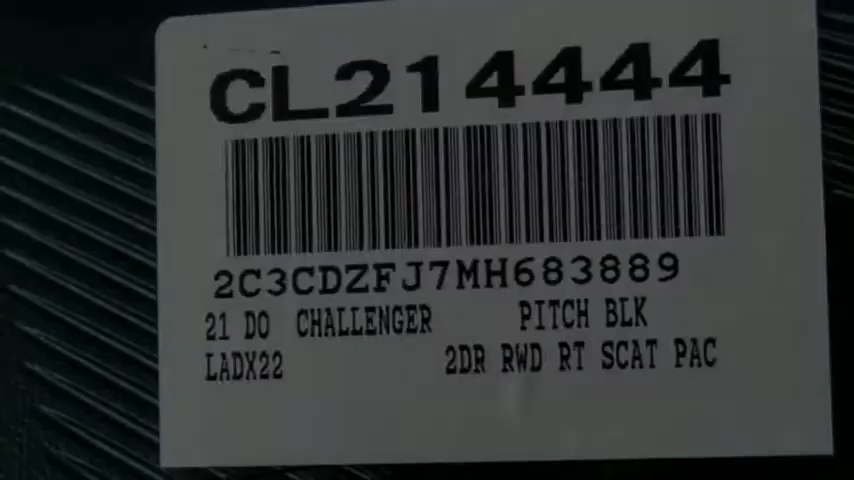 CL214444
2C3CDZFJ7MH683889
21 DO CHALLENGER PITCH BLK
LADX22 2DR RWD RT SCAT PAC